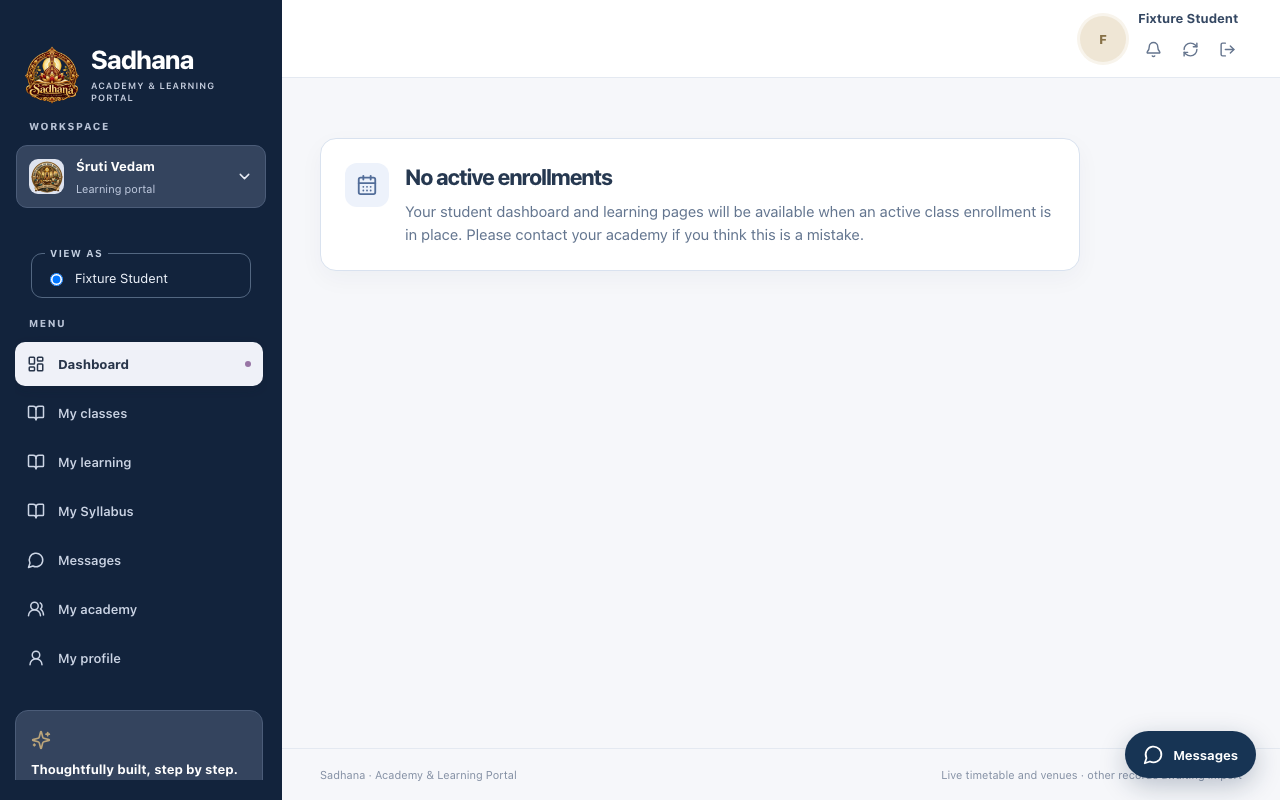 Sadhana
ACADEMY & LEARNING
PORTAL
WORKSPACE
Śruti Vedam
Learning portal
VIEW AS
Fixture Student
MENU
Dashboard
My classes
My learning
My Syllabus
Messages
My academy
My profile
Thoughtfully built, step by step.
F
Fixture Student
No active enrollments
Your student dashboard and learning pages will be available when an active class enrollment is
in place. Please contact your academy if you think this is a mistake.
Sadhana · Academy & Learning Portal
Live timetable and venues · other records awaiting import
Messages